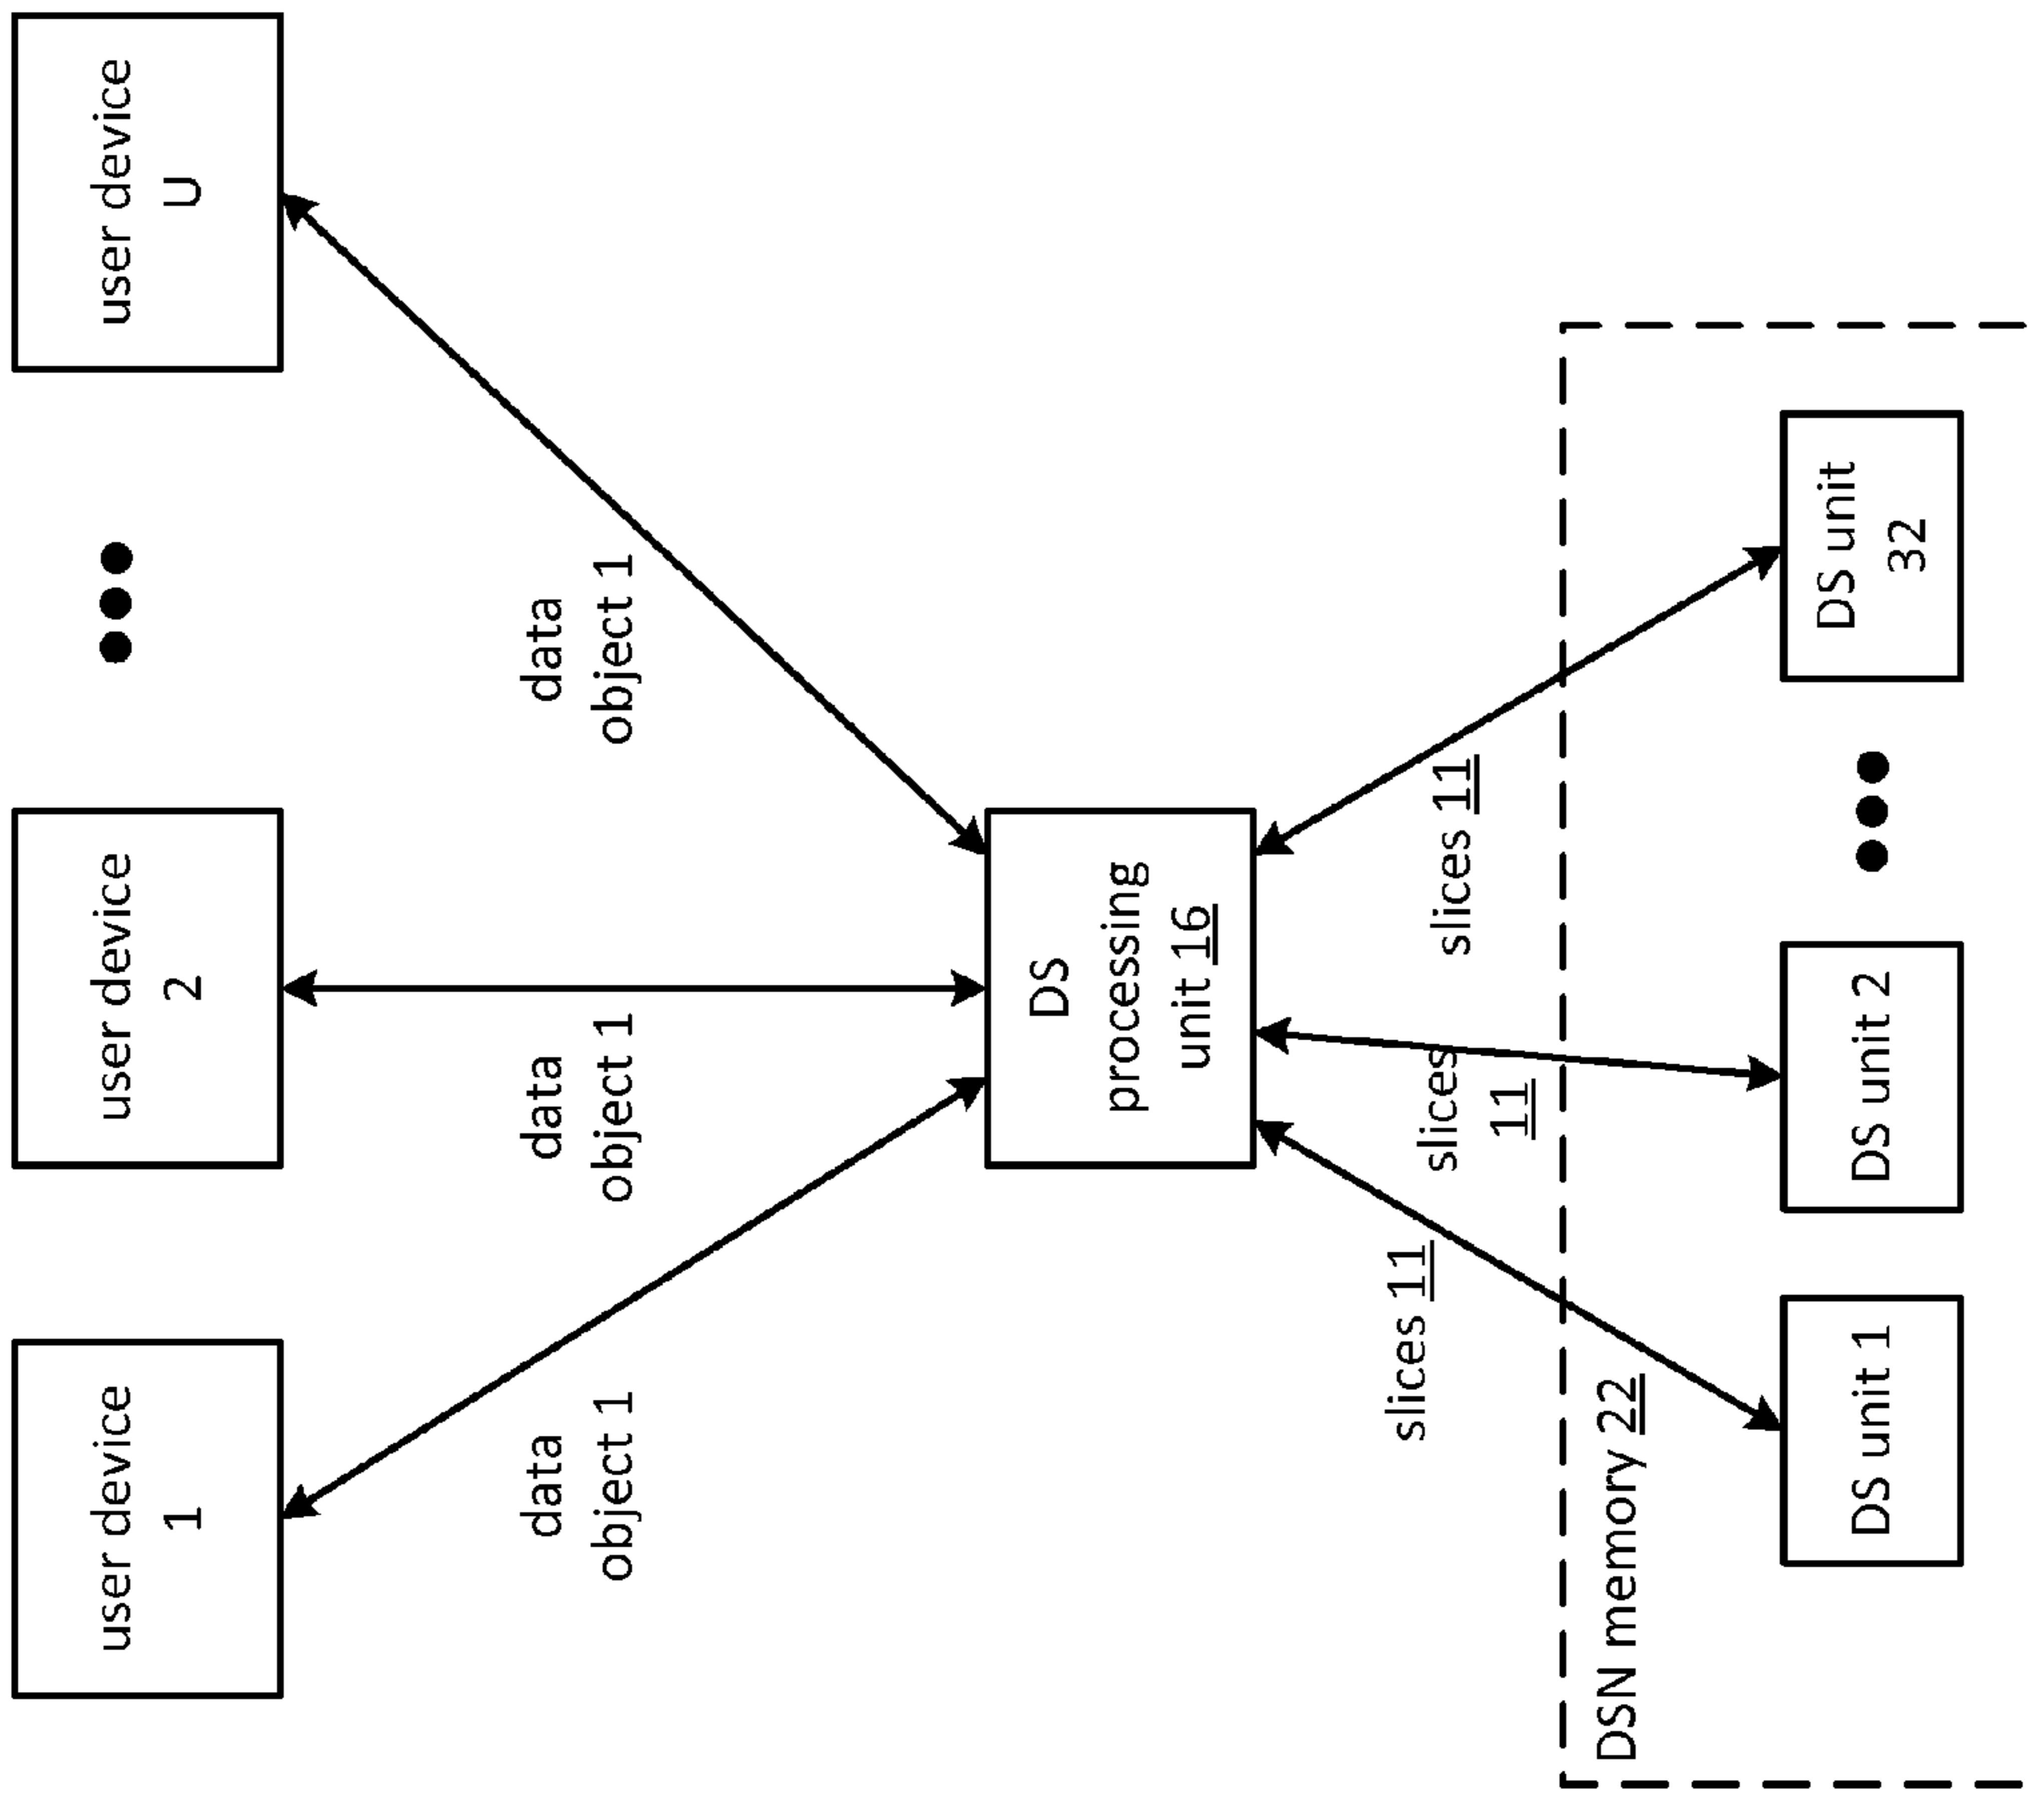 user device
1
user device
2
user device
U
data
object 1
data
object 1
data
object 1
DS
processing
unit 16
slices 11
slices
11
slices 11
DSN memory 22
DS unit 1
DS unit 2
DS unit
32